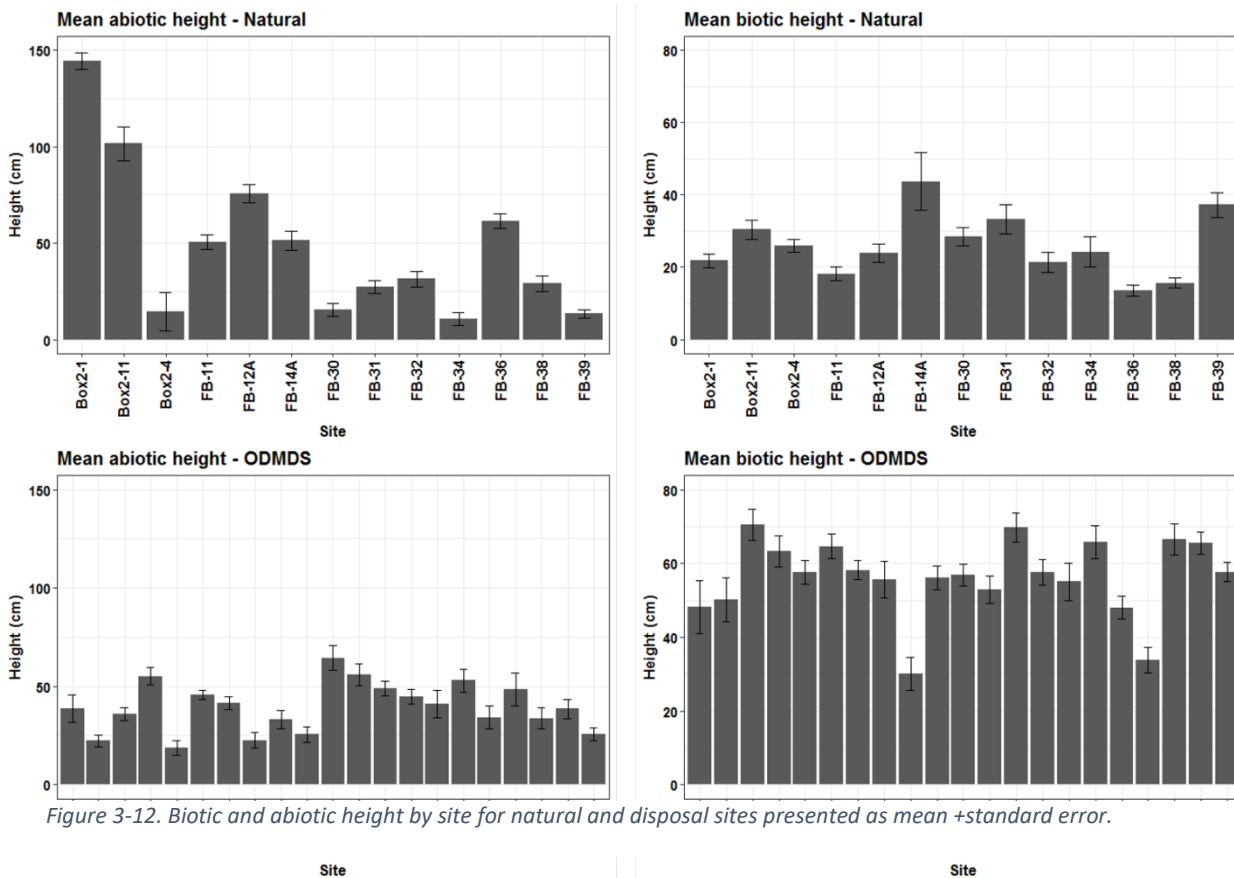 Mean abiotic height - Natural
150
100
50
0
Height (cm)
Box2-1
Box2-11
Box2-4
FB-11
FB-12A
FB-14A
FB-30
FB-31
FB-32
FB-34
FB-36
FB-38
FB-39
Site
Mean biotic height - Natural
80
60
40
20
0
Height (cm)
Box2-1
Box2-11
Box2-4
FB-11
FB-12A
FB-14A
FB-30
FB-31
FB-32
FB-34
FB-36
FB-38
FB-39
Site
Mean abiotic height - ODMDS
150
100
50
0
Height (cm)
Mean biotic height - ODMDS
80
60
40
20
0
Height (cm)
Figure 3-12. Biotic and abiotic height by site for natural and disposal sites presented as mean +standard error.
Site
Site